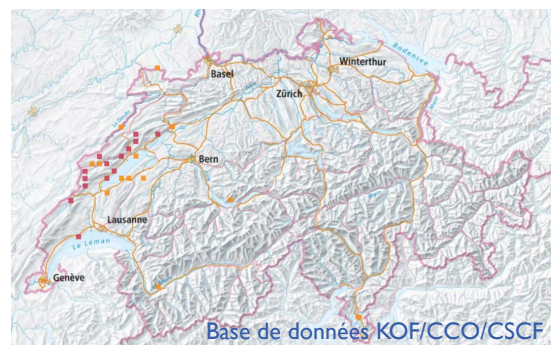 Basel
Bodensee
Winterthur
Zürich
Bern
Lausanne
Le Léman
Genève
Base de données KOF/CCO/CSCF